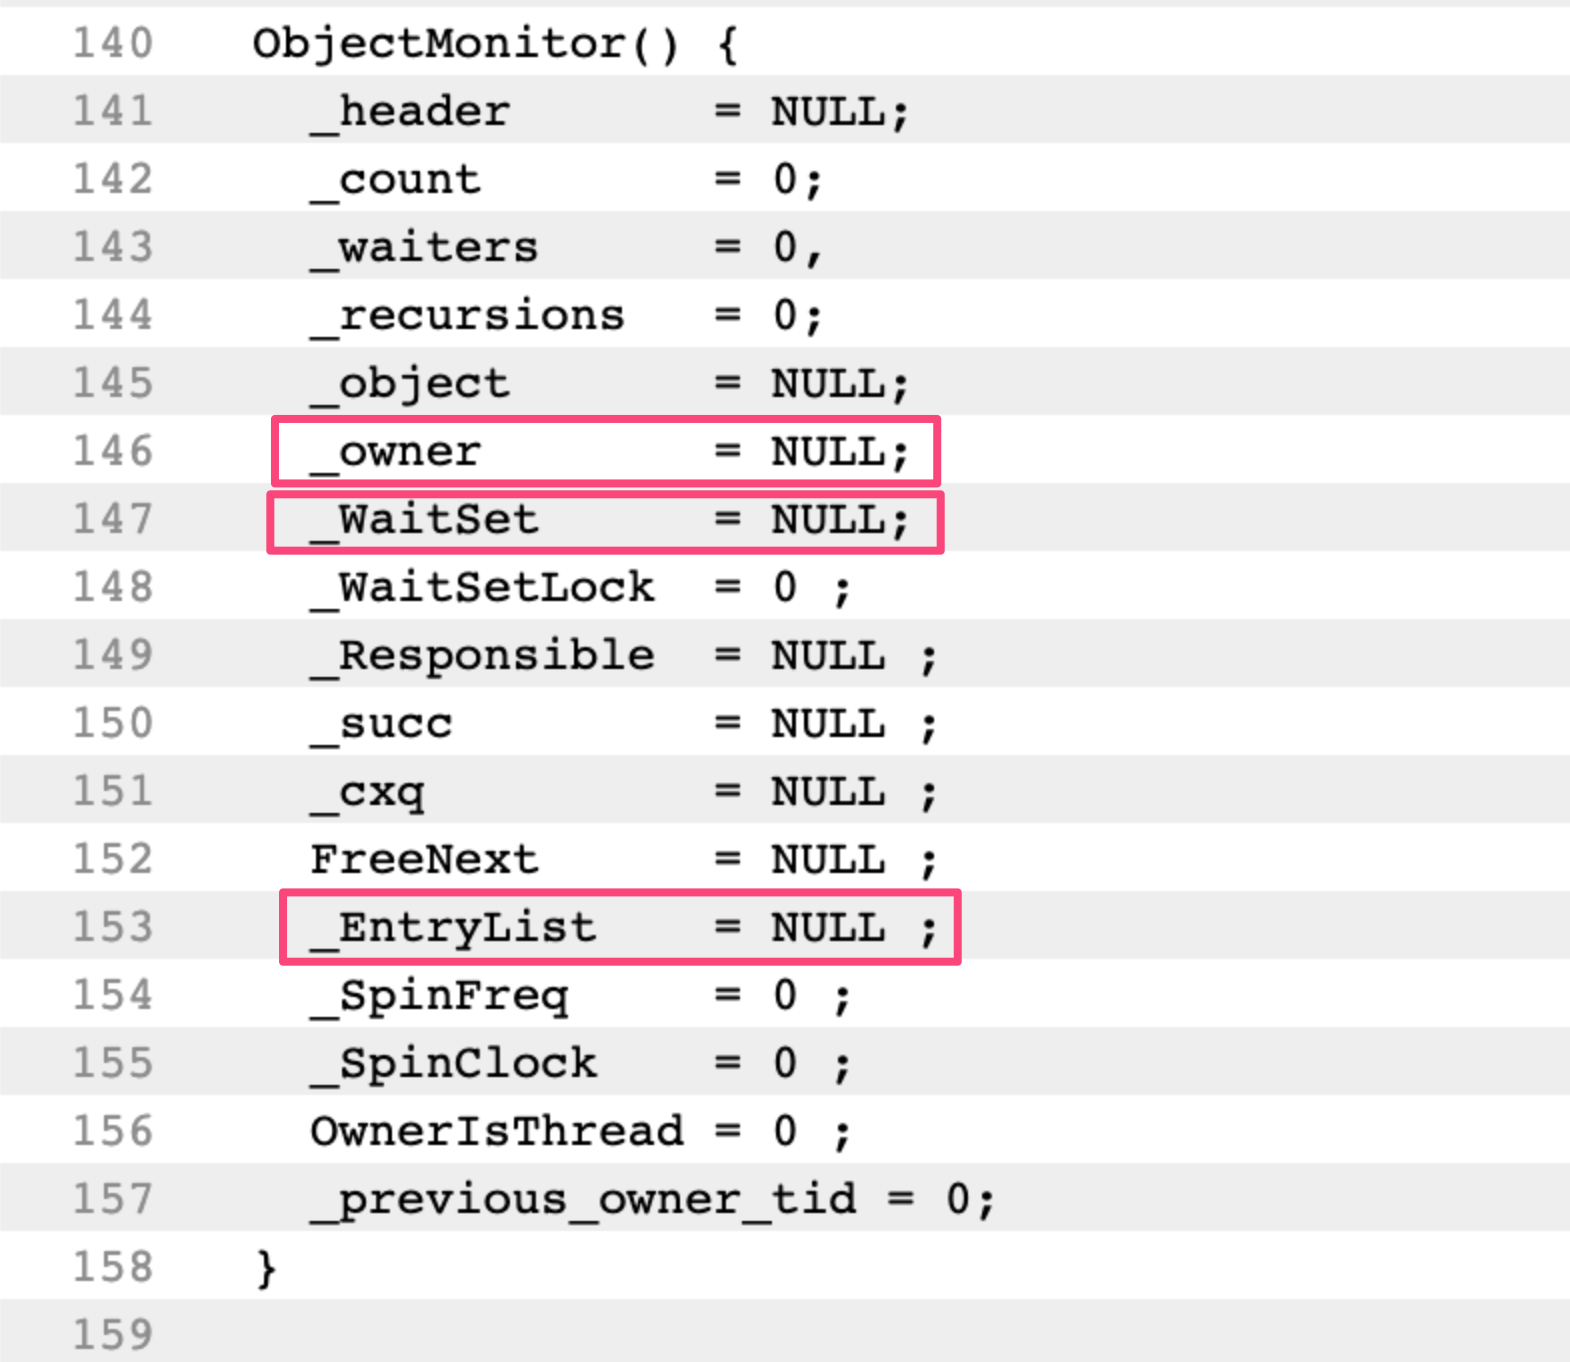 140 ObjectMonitor() {
141 _header = NULL;
142 _count = 0;
143 _waiters = 0,
144 _recursions = 0;
145 _object = NULL;
146 _owner = NULL;
147 _WaitSet = NULL;
148 _WaitSetLock = 0 ;
149 _Responsible = NULL ;
150 _succ = NULL ;
151 _cxq = NULL ;
152 FreeNext = NULL ;
153 _EntryList = NULL ;
154 _SpinFreq = 0 ;
155 _SpinClock = 0 ;
156 OwnerIsThread = 0 ;
157 _previous_owner_tid = 0;
158 }
159